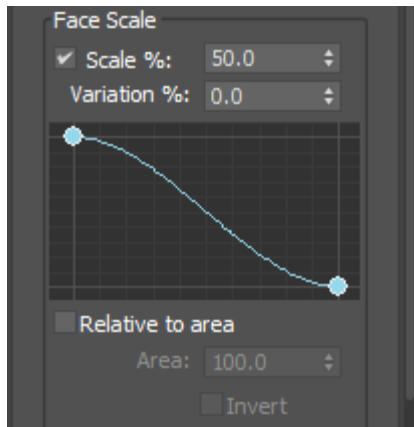 Face Scale
Scale %: 50.0
Variation %: 0.0
Relative to area
Area: 100.0
Invert